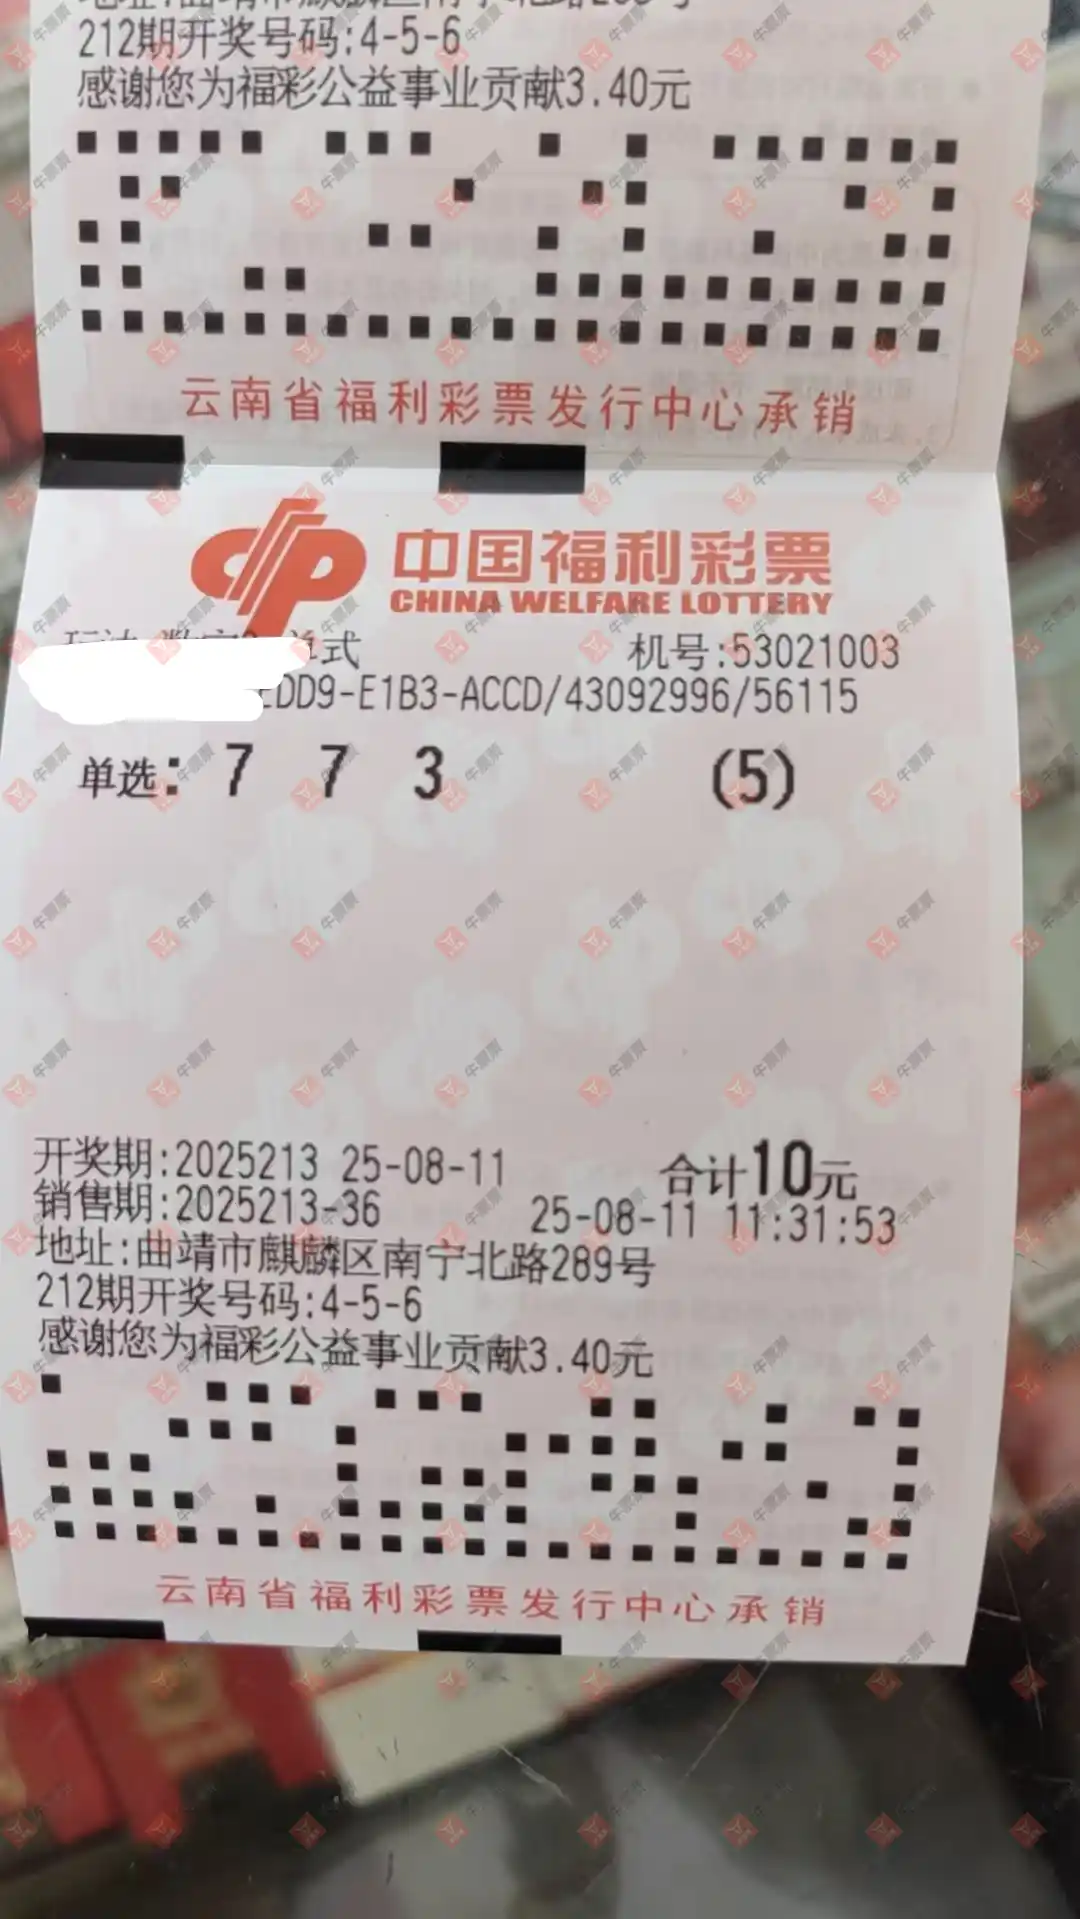 212期开奖号码:4-5-6
感谢您为福彩公益事业贡献3.40元
云南省福利彩票发行中心承销
中国福利彩票
CHINA WELFARE LOTTERY
单式 机号:53021003
EDD9-E1B3-ACCD/43092996/56115
单选: 7 7 3 (5)
开奖期:2025213 25-08-11 合计10元
销售期:2025213-36 25-08-11 11:31:53
地址:曲靖市麒麟区南宁北路289号
212期开奖号码:4-5-6
感谢您为福彩公益事业贡献3.40元
云南省福利彩票发行中心承销